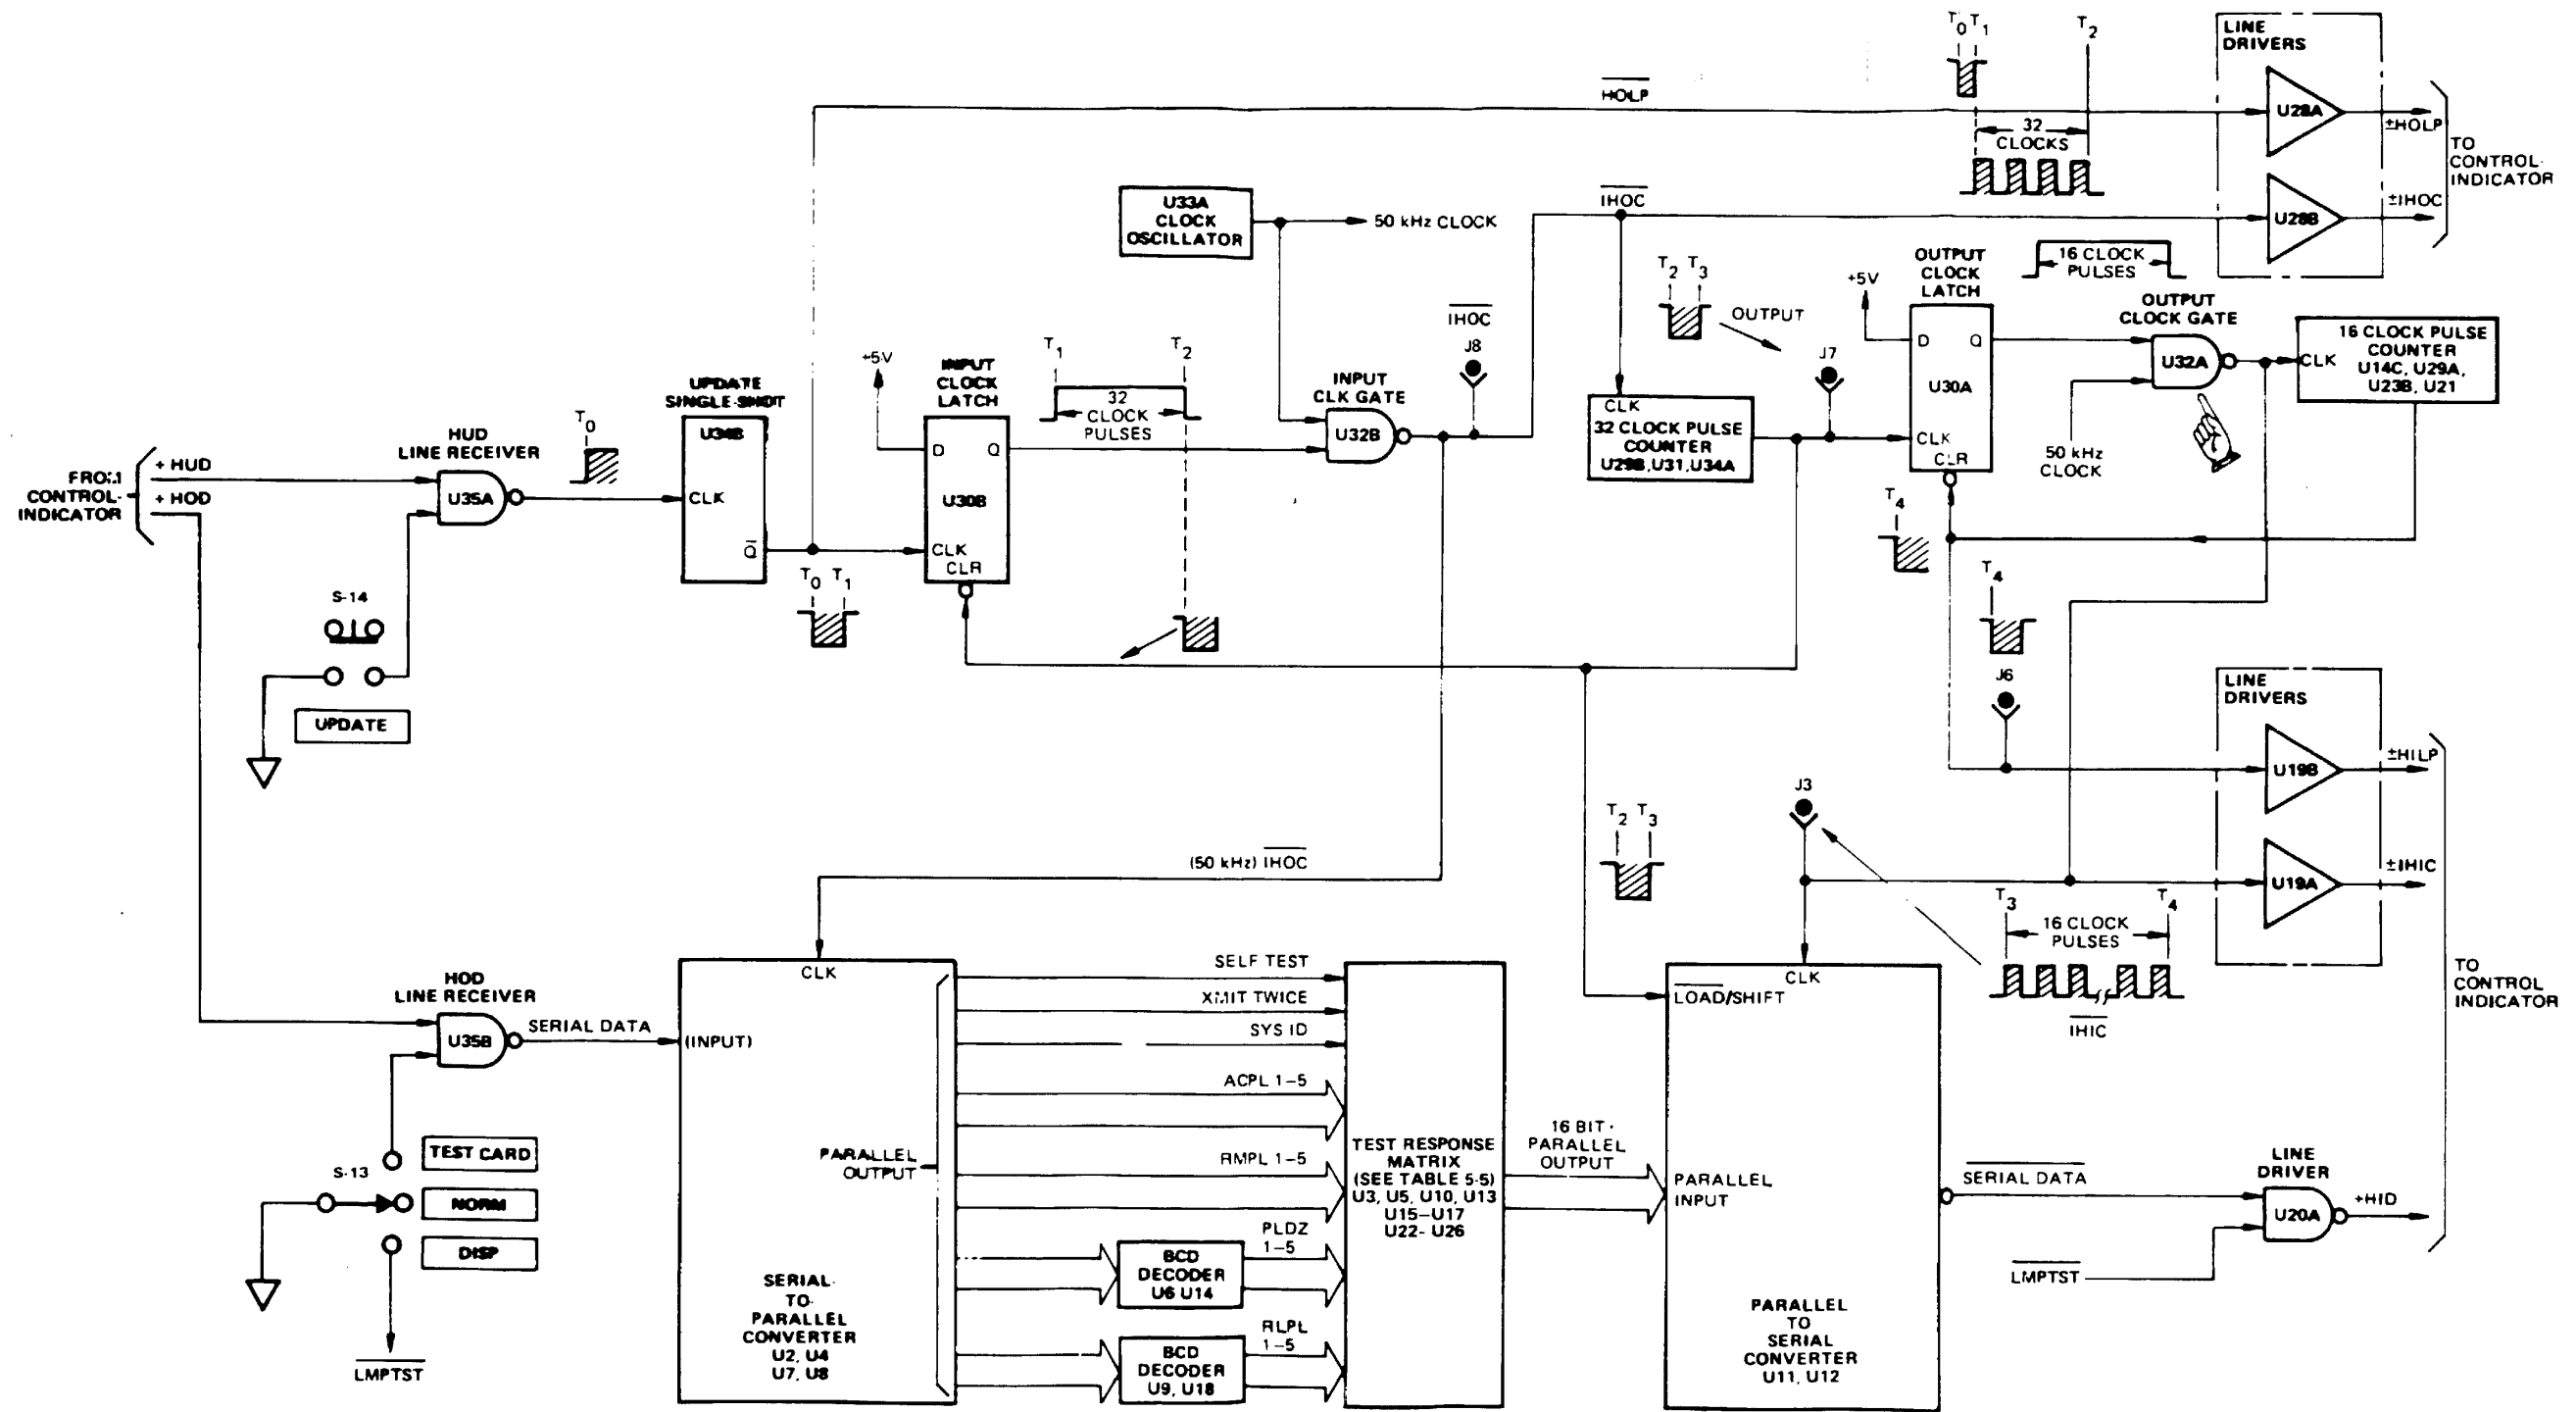 T0 T1
T2
LINE
DRIVERS
HOLP
U28A
±HOLP
32
CLOCKS
TO
CONTROL-
INDICATOR
U33A
CLOCK
OSCILLATOR
50 kHz CLOCK
IHOC
U28B
±IHOC
T2 T3
OUTPUT
+5V
OUTPUT
CLOCK
LATCH
16 CLOCK
PULSES
OUTPUT
CLOCK GATE
IHOC
J8
J7
D
Q
U30A
CLK
CLR
U32A
50 kHz
CLOCK
16 CLOCK PULSE
COUNTER
U14C, U29A,
U23B, U21
CLK
UPDATE
SINGLE-SHOT
U34B
CLK
Q
+5V
INPUT
CLOCK
LATCH
D
Q
U30B
CLK
CLR
T1
T2
32
CLOCK
PULSES
INPUT
CLK GATE
U32B
CLK
32 CLOCK PULSE
COUNTER
U29B, U31, U34A
T0
HUD
LINE RECEIVER
FROM
CONTROL-
INDICATOR
+ HUD
+ HOD
U35A
T0 T1
T4
T4
S-14
UPDATE
J6
LINE
DRIVERS
U19B
±HILP
J3
T2 T3
U19A
±IHIC
(50 kHz) IHOC
T3
T4
16 CLOCK
PULSES
IHIC
TO
CONTROL
INDICATOR
HOD
LINE RECEIVER
U35B
SERIAL DATA
(INPUT)
CLK
SELF TEST
XMIT TWICE
SYS ID
ACPL 1-5
RMPL 1-5
PLDZ
1-5
RLPL
1-5
PARALLEL
OUTPUT
BCD
DECODER
U6 U14
BCD
DECODER
U9, U18
SERIAL-
TO-
PARALLEL
CONVERTER
U2, U4
U7, U8
TEST RESPONSE
MATRIX
(SEE TABLE 5-5)
U3, U5, U10, U13
U15-U17
U22- U26
16 BIT-
PARALLEL
OUTPUT
CLK
LOAD/SHIFT
PARALLEL
INPUT
PARALLEL
TO
SERIAL
CONVERTER
U11, U12
SERIAL DATA
LINE
DRIVER
U20A
+HID
LMPTST
S-13
TEST CARD
NORM
DISP
LMPTST